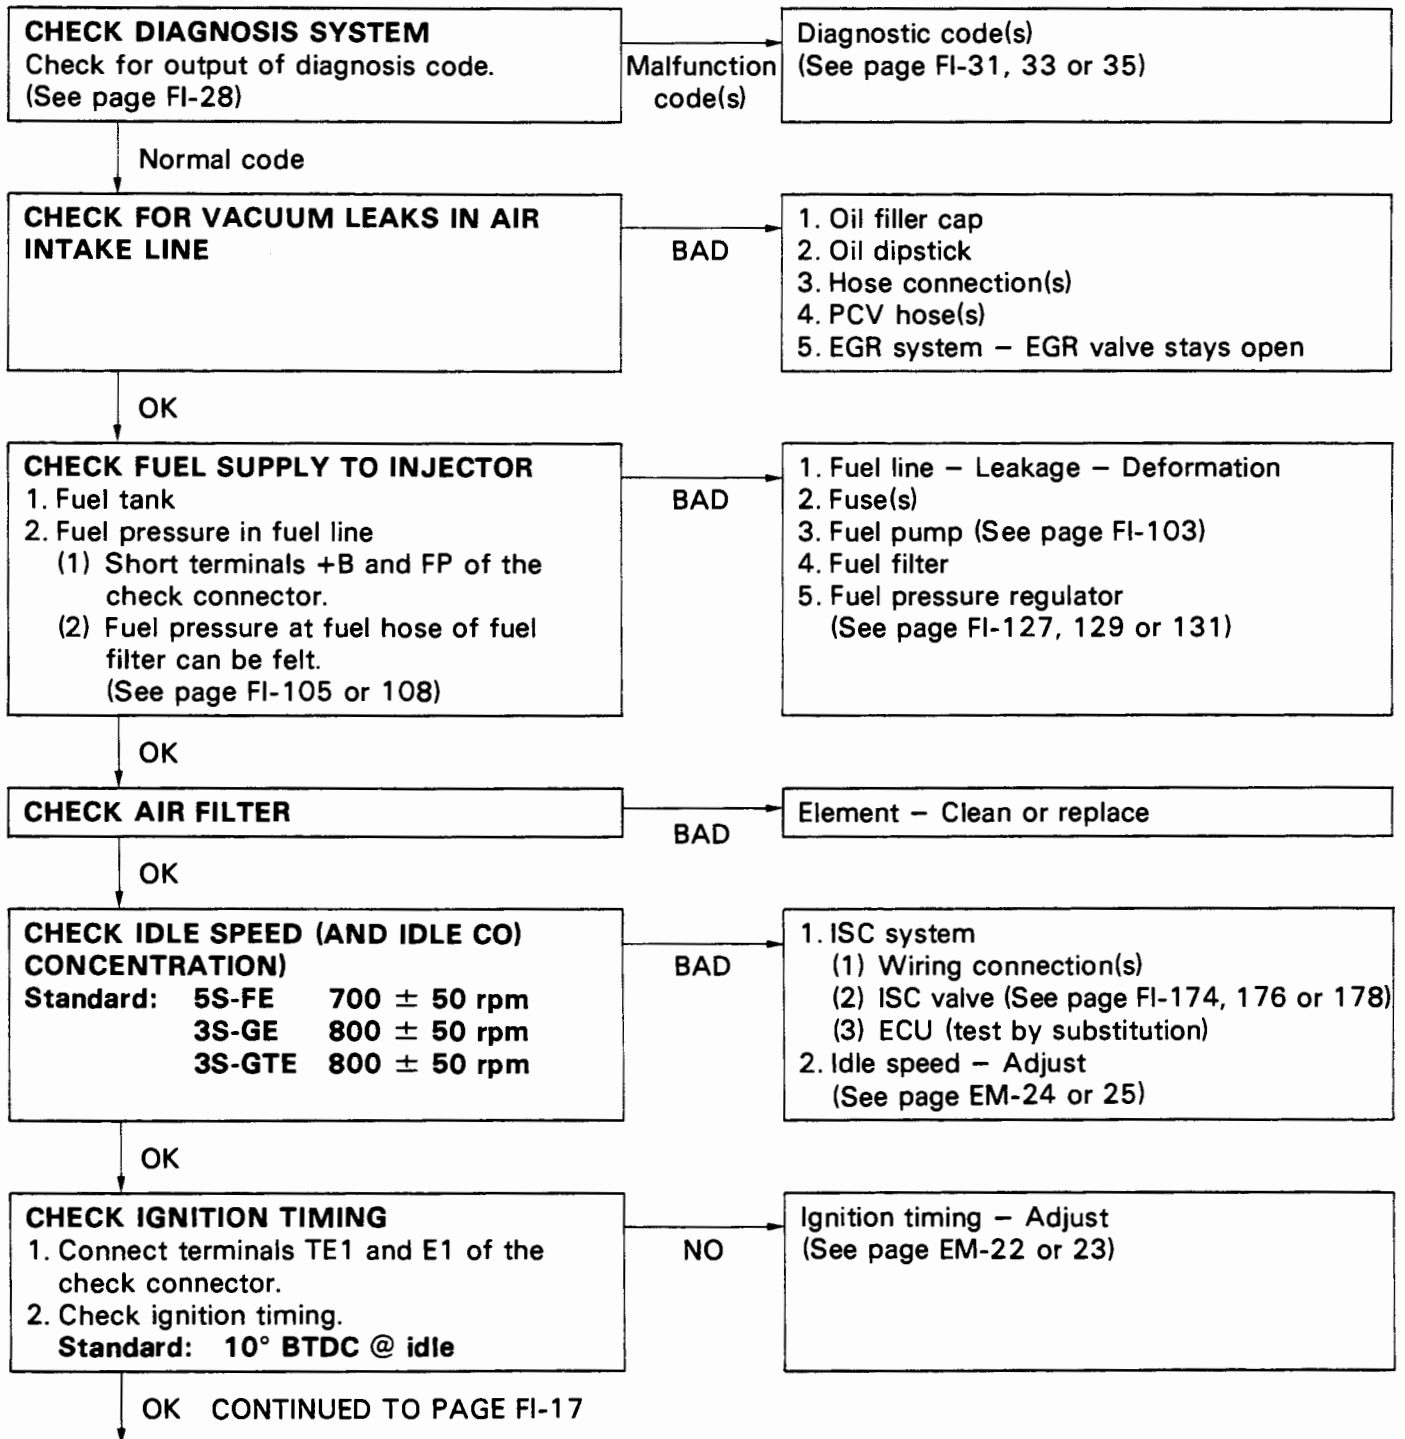 CHECK DIAGNOSIS SYSTEM
Check for output of diagnosis code.
(See page FI-28)
Malfunction
code(s)
Diagnostic code(s)
(See page FI-31, 33 or 35)
Normal code
CHECK FOR VACUUM LEAKS IN AIR
INTAKE LINE
BAD
1. Oil filler cap
2. Oil dipstick
3. Hose connection(s)
4. PCV hose(s)
5. EGR system – EGR valve stays open
OK
CHECK FUEL SUPPLY TO INJECTOR
1. Fuel tank
2. Fuel pressure in fuel line
(1) Short terminals +B and FP of the
check connector.
(2) Fuel pressure at fuel hose of fuel
filter can be felt.
(See page FI-105 or 108)
BAD
1. Fuel line – Leakage – Deformation
2. Fuse(s)
3. Fuel pump (See page FI-103)
4. Fuel filter
5. Fuel pressure regulator
(See page FI-127, 129 or 131)
OK
CHECK AIR FILTER
BAD
Element – Clean or replace
OK
CHECK IDLE SPEED (AND IDLE CO)
CONCENTRATION)
Standard: 5S-FE 700 ± 50 rpm
3S-GE 800 ± 50 rpm
3S-GTE 800 ± 50 rpm
BAD
1. ISC system
(1) Wiring connection(s)
(2) ISC valve (See page FI-174, 176 or 178)
(3) ECU (test by substitution)
2. Idle speed – Adjust
(See page EM-24 or 25)
OK
CHECK IGNITION TIMING
1. Connect terminals TE1 and E1 of the
check connector.
2. Check ignition timing.
Standard: 10° BTDC @ idle
NO
Ignition timing – Adjust
(See page EM-22 or 23)
OK CONTINUED TO PAGE FI-17